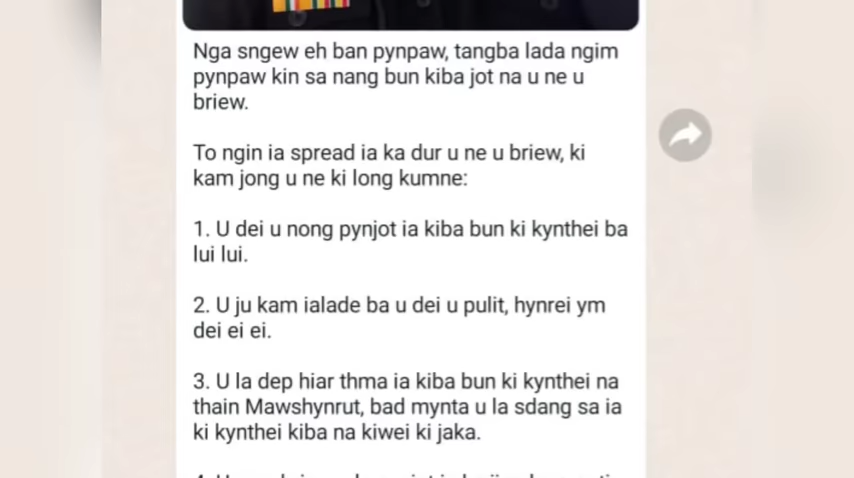 Nga sngew eh ban pynpaw, tangba lada ngim
pynpaw kin sa nang bun kiba jot na u ne u
briew.
To ngin ia spread ia ka dur u ne u briew, ki
kam jong u ne ki long kumne:
1. U dei u nong pynjot ia kiba bun ki kynthei ba
lui lui.
2. U ju kam ialade ba u dei u pulit, hynrei ym
dei ei ei.
3. U la dep hiar thma ia kiba bun ki kynthei na
thain Mawshynrut, bad mynta u la sdang sa ia
ki kynthei kiba na kiwei ki jaka.